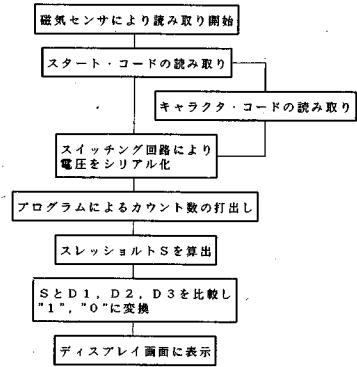 磁気センサにより読み取り開始
スタート・コードの読み取り
キャラクタ・コードの読み取り
スイッチング回路により
電圧をシリアル化
プログラムによるカウント数の打出し
スレッショルトSを算出
SとD1，D2，D3を比較し
"1"，"0"に変換
ディスプレイ画面に表示